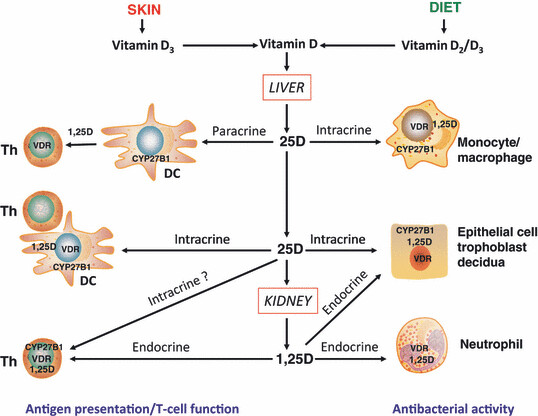 SKIN
DIET
Vitamin D3
Vitamin D
Vitamin D2/D3
LIVER
Th
VDR
1,25D
CYP27B1
DC
Paracrine
25D
Intracrine
VDR
1,25D
CYP27B1
Monocyte/
macrophage
Th
1,25D
VDR
CYP27B1
DC
Intracrine
25D
Intracrine
CYP27B1
1,25D
VDR
Epithelial cell
trophoblast
decidua
Intracrine ?
KIDNEY
Endocrine
Th
CYP27B1
VDR
1,25D
Endocrine
1,25D
Endocrine
VDR
1,25D
Neutrophil
Antigen presentation/T-cell function
Antibacterial activity